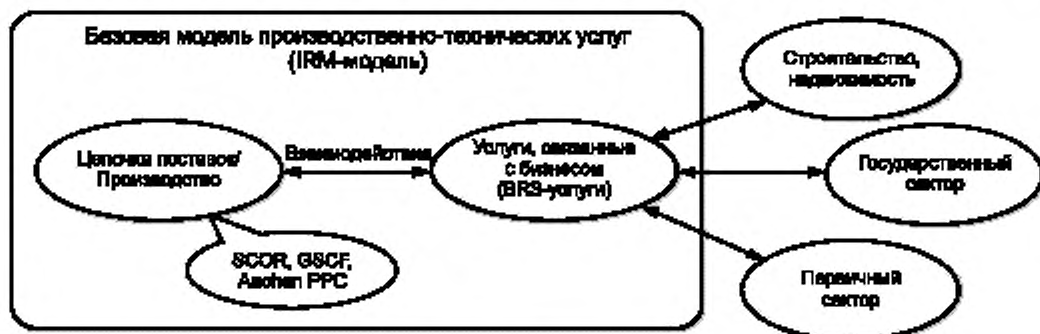 Базовая модель производственно-технических услуг
(IRM-модель)
Цепочка поставок/
Производство
Взаимодействия
Услуги, связанные
с бизнесом
(BRS-услуги)
SCOR, GSCF,
Aachen PPC
Строительство,
недвижимость
Государственный
сектор
Первичный
сектор